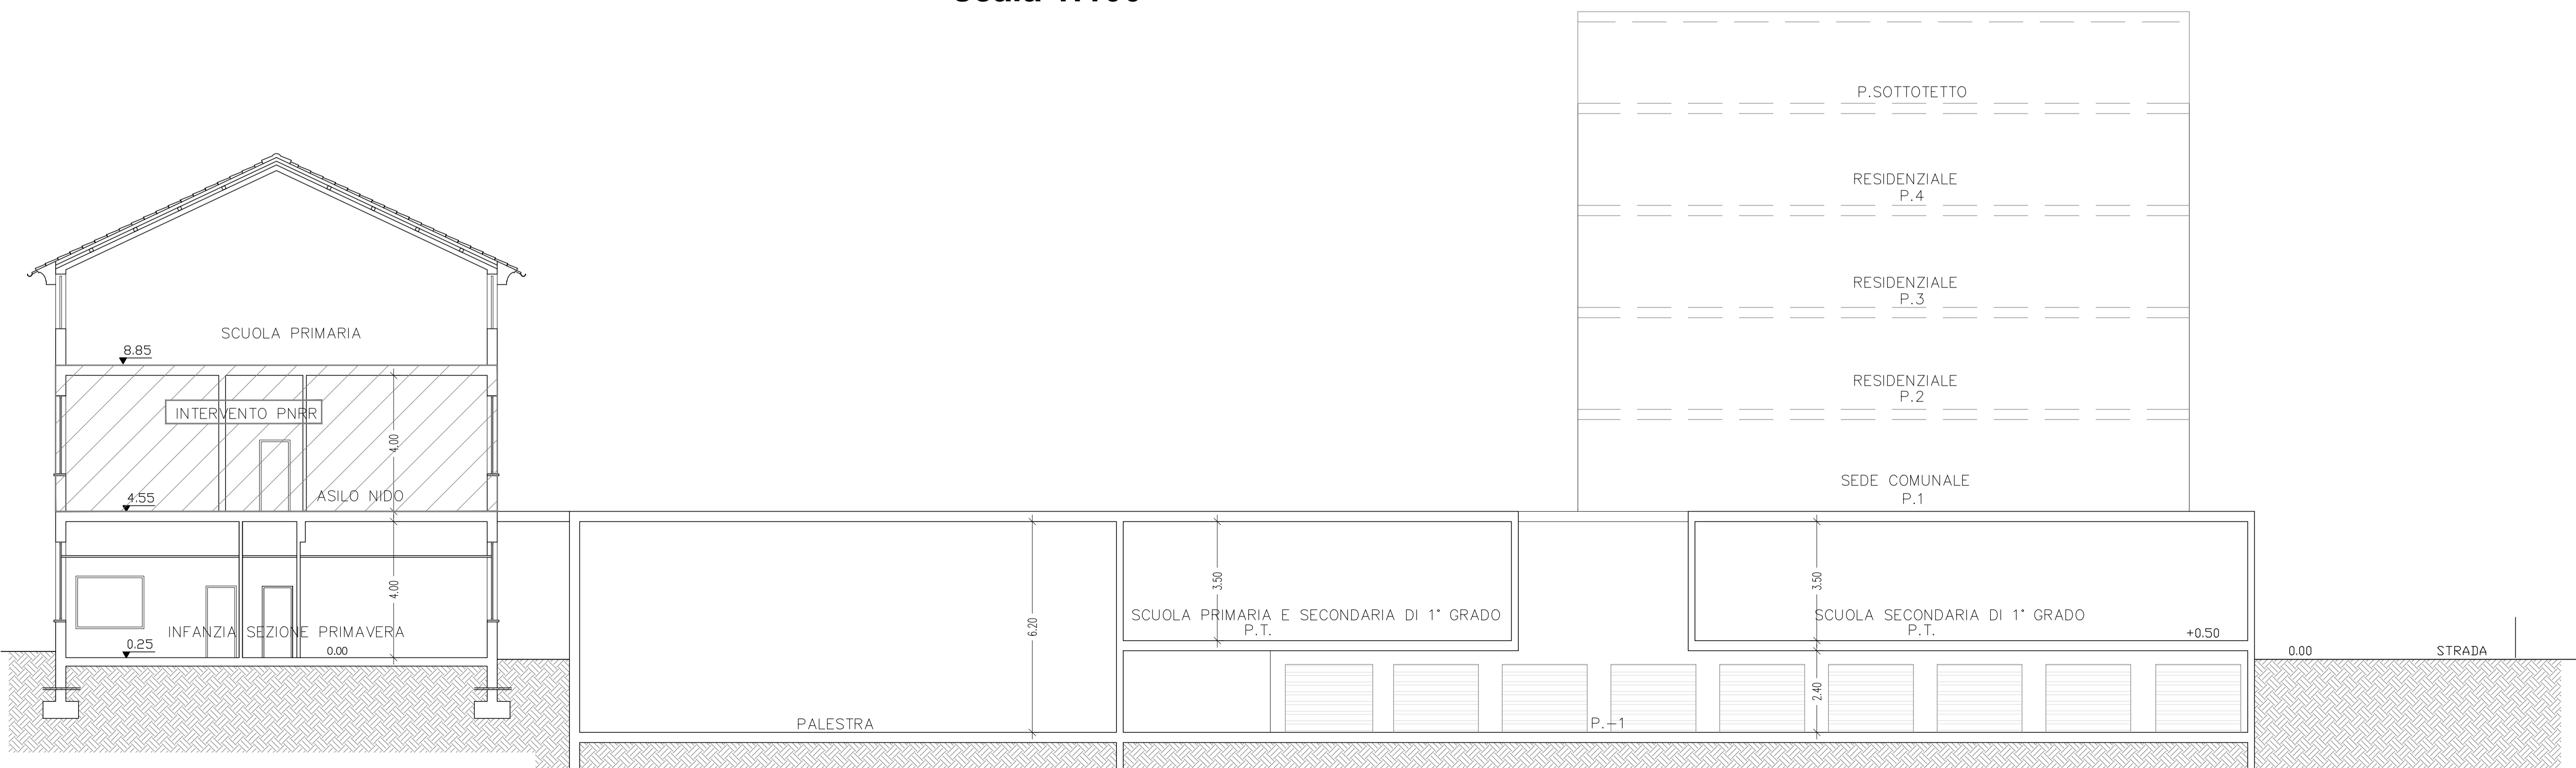 P.SOTTOTETTO
RESIDENZIALE
P.4
RESIDENZIALE
P.3
SCUOLA PRIMARIA
8.85
RESIDENZIALE
P.2
INTERVENTO PNRR
4.00
ASILO NIDO
4.55
SEDE COMUNALE
P.1
4.00
6.20
3.50
3.50
SCUOLA PRIMARIA E SECONDARIA DI 1° GRADO
P.T.
SCUOLA SECONDARIA DI 1° GRADO
P.T.
+0.50
INFANZIA SEZIONE PRIMAVERA
0.25
0.00
0.00
STRADA
2.40
PALESTRA
P.-1